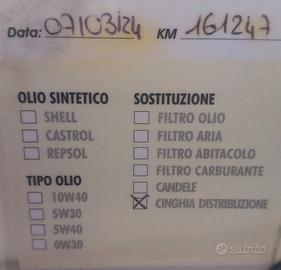 Data: 07/03/24 KM 161247
OLIO SINTETICO
SHELL
CASTROL
REPSOL
TIPO OLIO
10W40
5W30
5W40
0W30
SOSTITUZIONE
FILTRO OLIO
FILTRO ARIA
FILTRO ABITACOLO
FILTRO CARBURANTE
CANDELE
CINGHIA DISTRIBUZIONE
subito